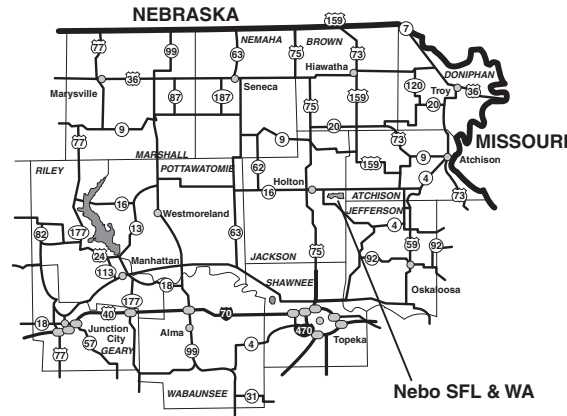 NEBRASKA
159
7
77
99
NEMAHA
63
75
BROWN
73
DONIPHAN
36
Marysville
Seneca
Hiawatha
Troy
36
87
187
75
159
120
20
9
9
20
73
MISSOURI
77
MARSHALL
62
159
9
Atchison
RILEY
POTTAWATOMIE
16
Holton
4
ATCHISON
73
JEFFERSON
16
13
Westmoreland
63
4
82
177
59
92
24
JACKSON
75
92
113
Manhattan
SHAWNEE
Oskaloosa
18
177
18
40
70
Junction
City
Alma
470
Topeka
77
57
GEARY
99
4
WABAUNSEE
31
Nebo SFL & WA